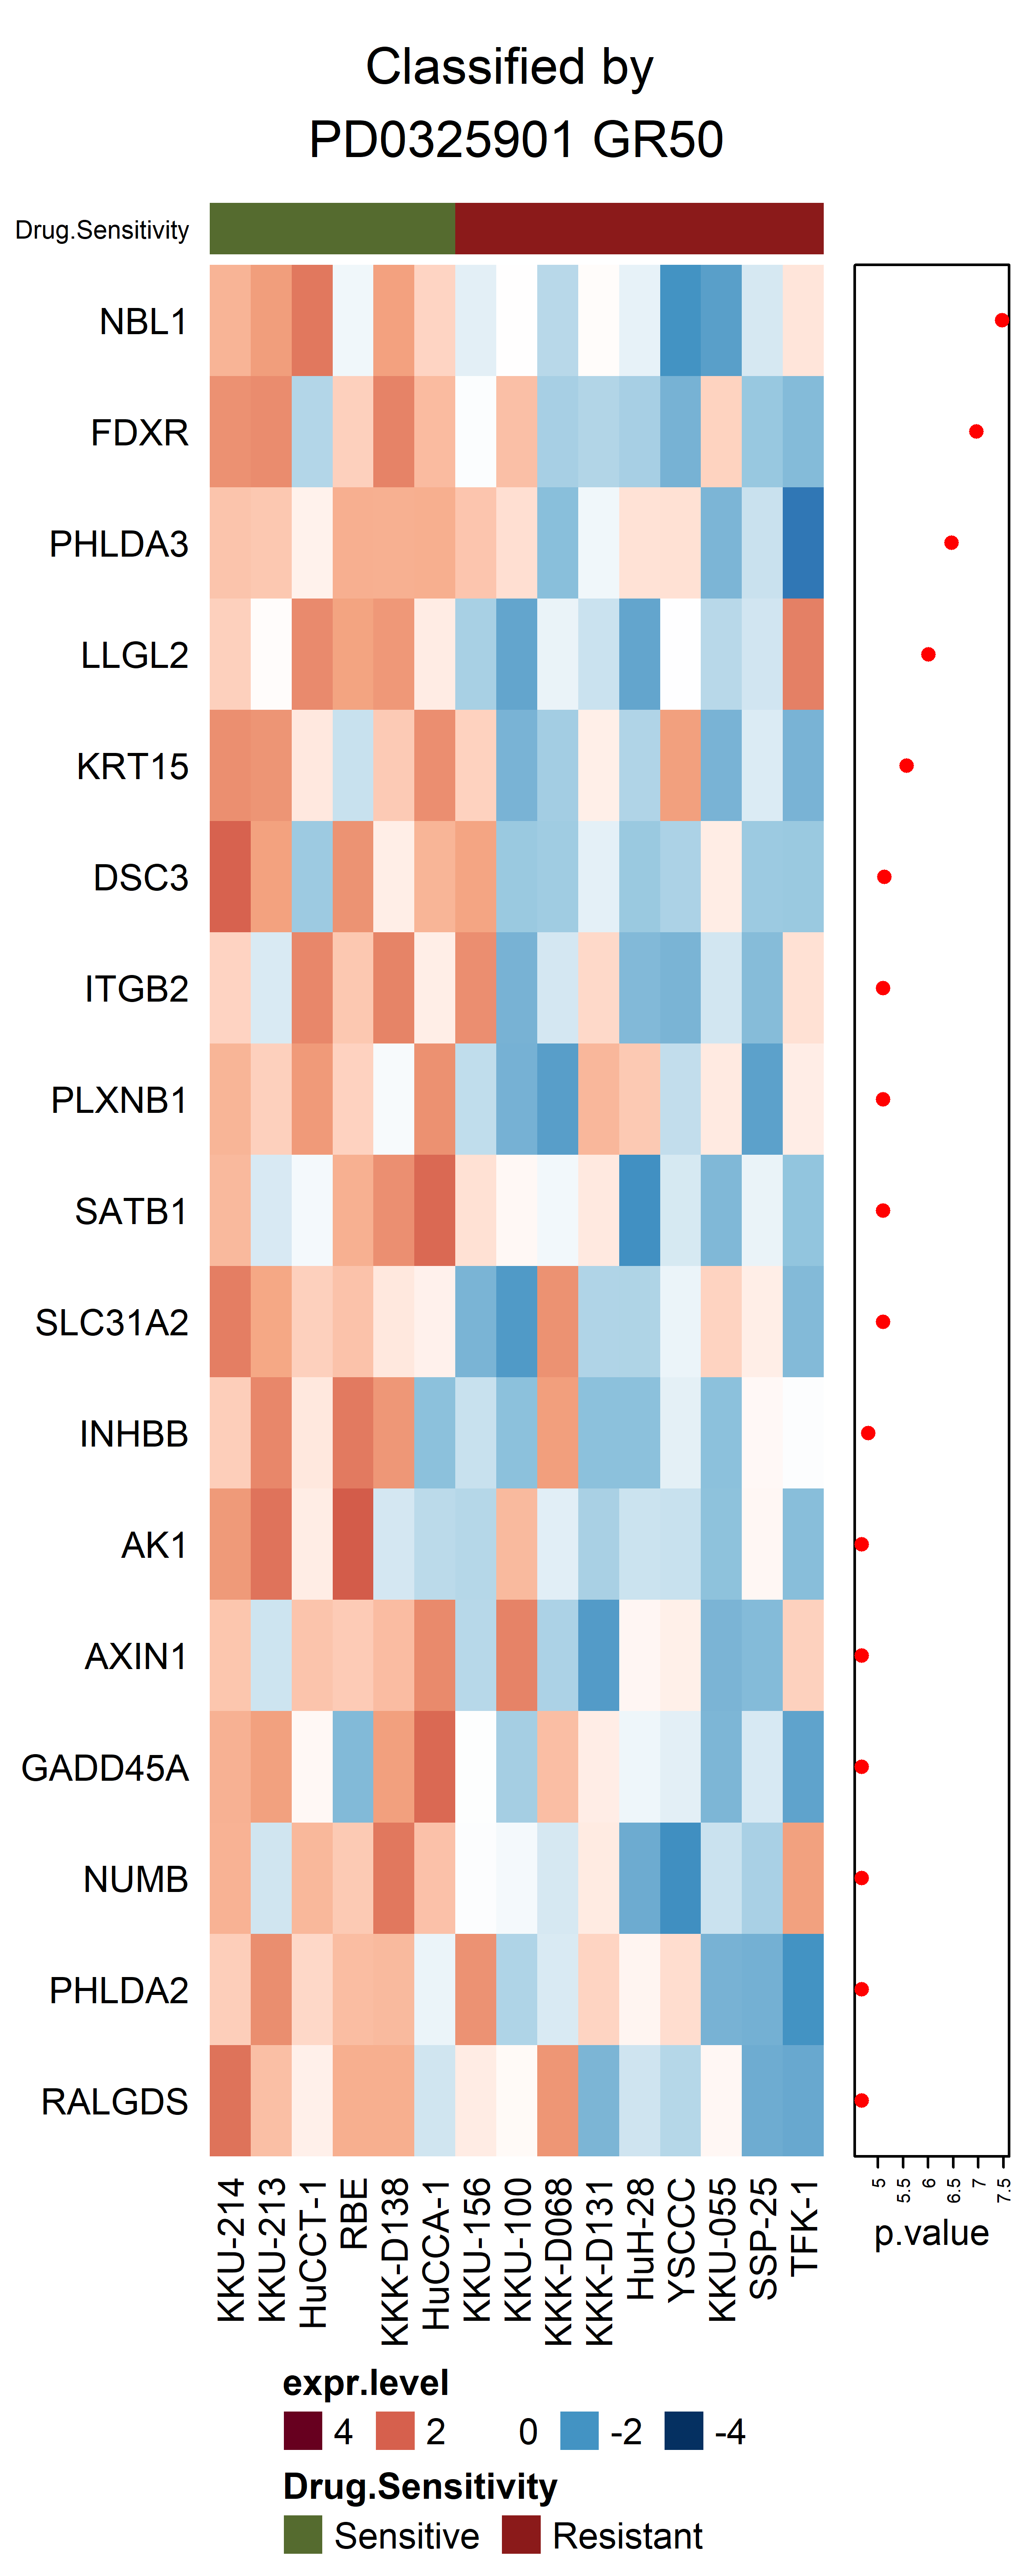 Classified by
PD0325901 GR50
Drug.Sensitivity
NBL1
FDXR
PHLDA3
LLGL2
KRT15
DSC3
ITGB2
PLXNB1
SATB1
SLC31A2
INHBB
AK1
AXIN1
GADD45A
NUMB
PHLDA2
RALGDS
KKU-214 KKU-213 HuCCT-1 RBE KKK-D138 HuCCA-1 KKU-156 KKU-100 KKK-D068 KKK-D131 HuH-28 YSCCC KKU-055 SSP-25 TFK-1
5 5.5 6 6.5 7 7.5
p.value
expr.level
4 2 0 -2 -4
Drug.Sensitivity
Sensitive Resistant